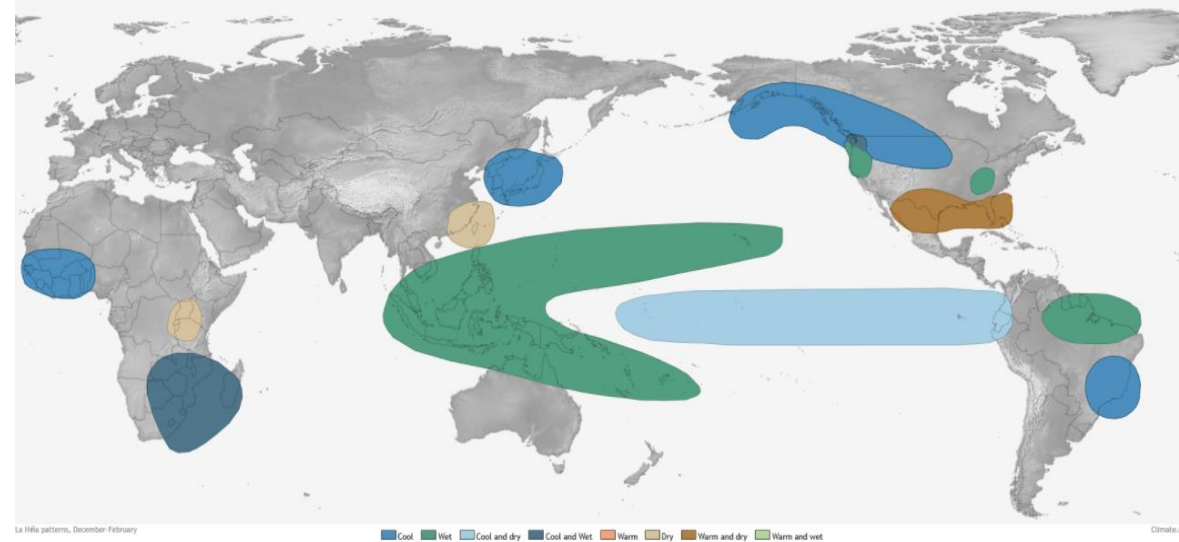 La Niña patterns, December-February
Climate.
Cool Wet Cool and dry Cool and Wet Warm Dry Warm and dry Warm and wet